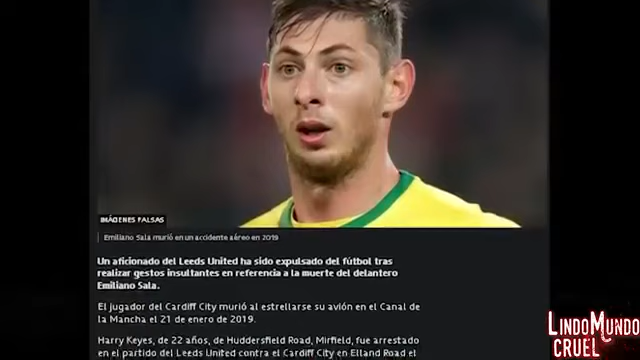 IMÁGENES FALSAS
Emiliano Sala murió en un accidente aéreo en 2019
Un aficionado del Leeds United ha sido expulsado del fútbol tras
realizar gestos insultantes en referencia a la muerte del delantero
Emiliano Sala.
El jugador del Cardiff City murió al estrellarse su avión en el Canal de
la Mancha el 21 de enero de 2019.
Harry Keyes, de 22 años, de Huddersfield Road, Mirfield, fue arrestado
en el partido del Leeds United contra el Cardiff City en Elland Road el
LINDOMUNDO
CRUEL